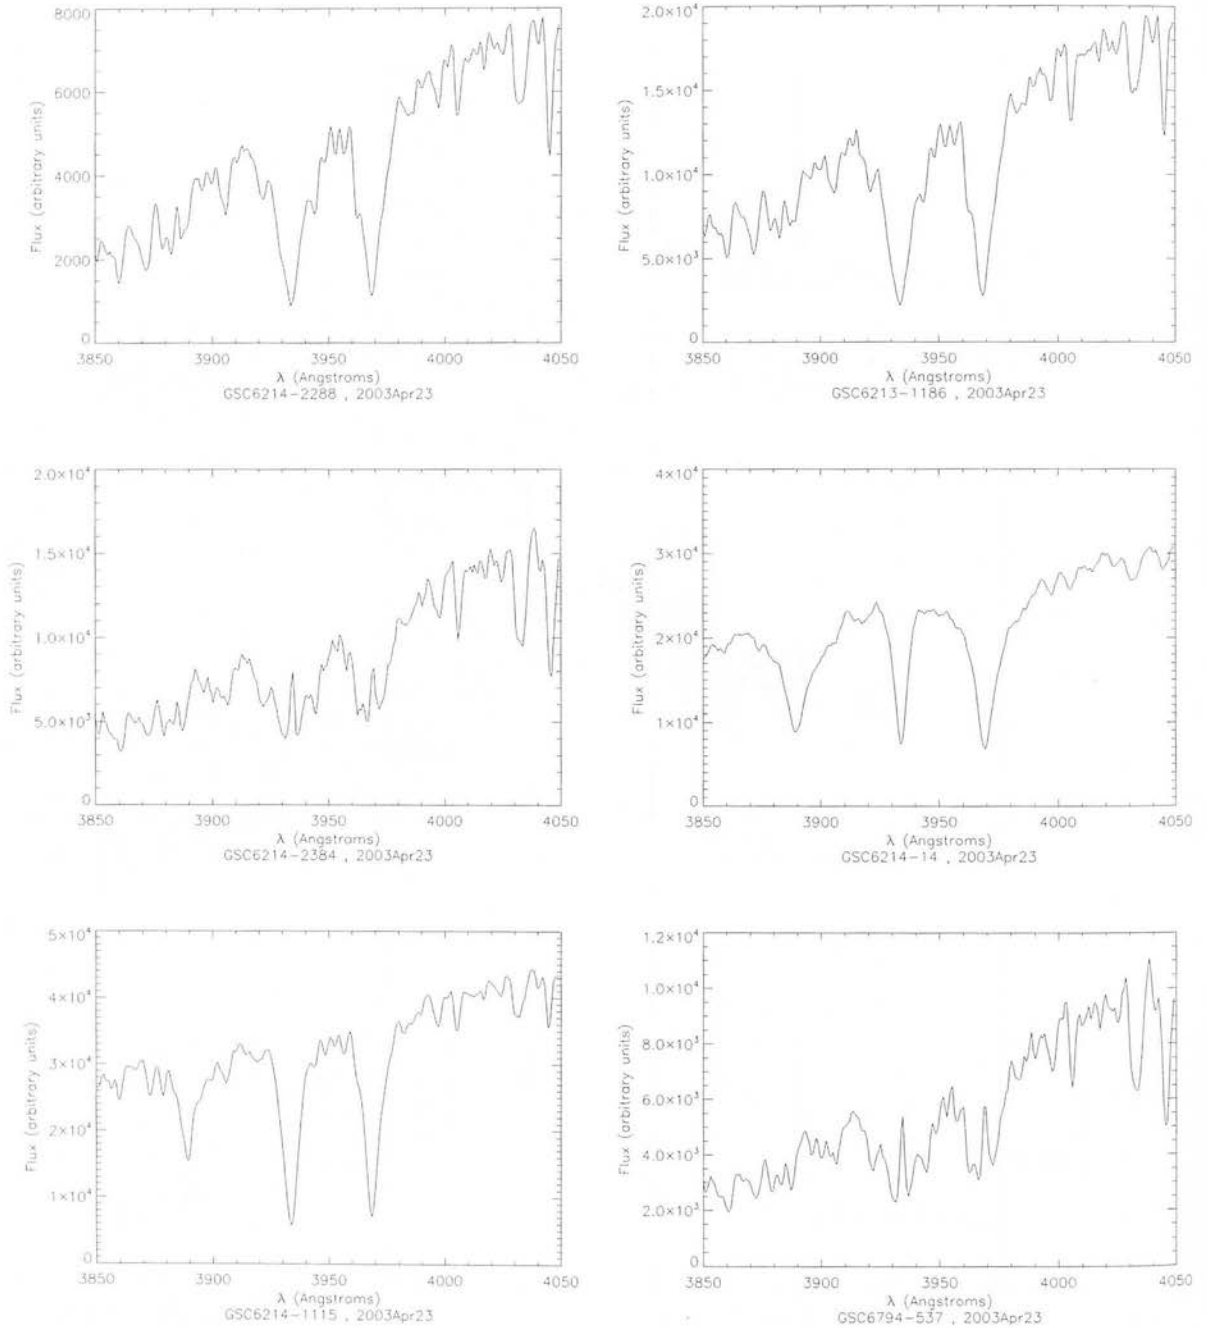 8000
6000
4000
2000
0
Flux (arbitrary units)
3850 3900 3950 4000 4050
λ (Angstroms)
GSC6214-2288 , 2003Apr23
2.0×10⁴
1.5×10⁴
1.0×10⁴
5.0×10³
0
Flux (arbitrary units)
3850 3900 3950 4000 4050
λ (Angstroms)
GSC6213-1186 , 2003Apr23
2.0×10⁴
1.5×10⁴
1.0×10⁴
5.0×10³
0
Flux (arbitrary units)
3850 3900 3950 4000 4050
λ (Angstroms)
GSC6214-2384 , 2003Apr23
4×10⁴
3×10⁴
2×10⁴
1×10⁴
0
Flux (arbitrary units)
3850 3900 3950 4000 4050
λ (Angstroms)
GSC6214-14 , 2003Apr23
5×10⁴
4×10⁴
3×10⁴
2×10⁴
1×10⁴
0
Flux (arbitrary units)
3850 3900 3950 4000 4050
λ (Angstroms)
GSC6214-1115 , 2003Apr23
1.2×10⁴
1.0×10⁴
8.0×10³
6.0×10³
4.0×10³
2.0×10³
0
Flux (arbitrary units)
3850 3900 3950 4000 4050
λ (Angstroms)
GSC6794-537 , 2003Apr23